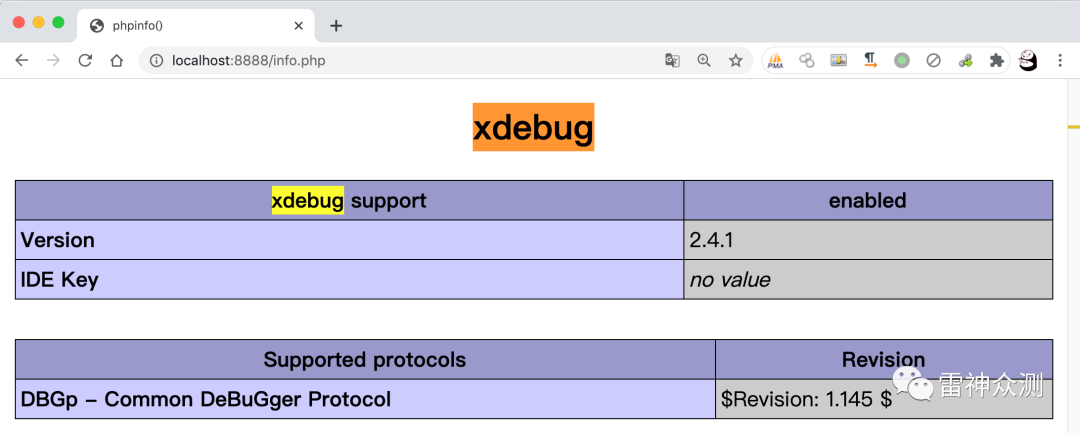 phpinfo()
localhost:8888/info.php
PMA
xdebug
xdebug support enabled
Version 2.4.1
IDE Key no value
Supported protocols Revision
DBGp – Common DeBuGger Protocol $Revision: 1.145 $
雷神众测